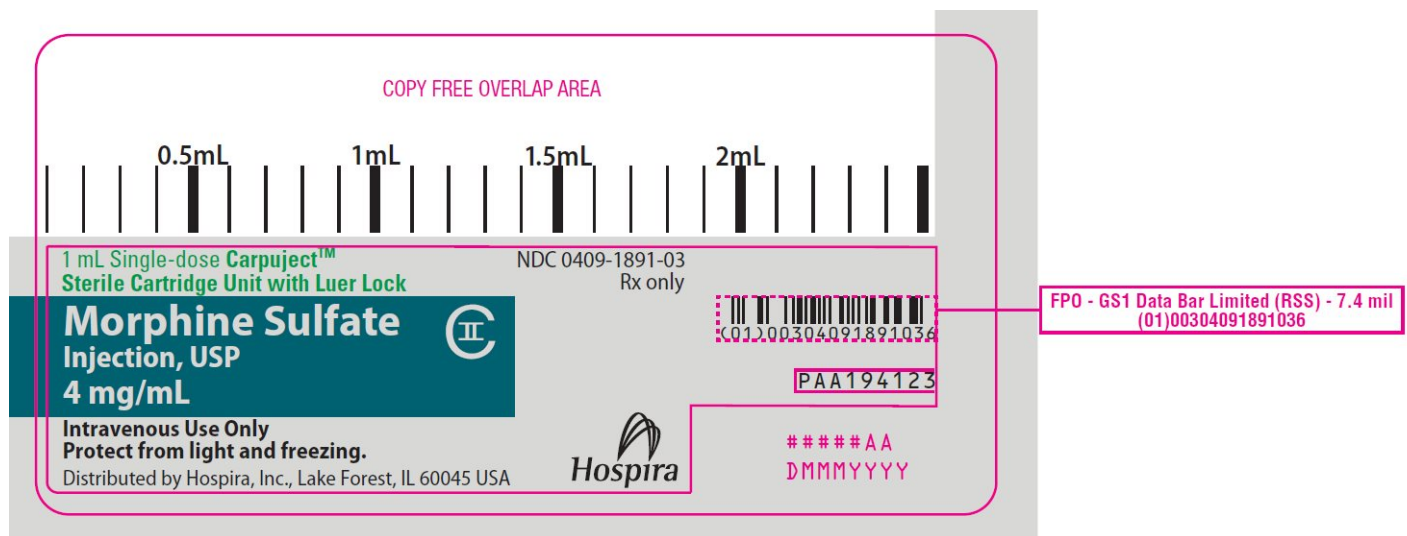 COPY FREE OVERLAP AREA
0.5mL 1mL 1.5mL 2mL
1 mL Single-dose Carpuject™
Sterile Cartridge Unit with Luer Lock
NDC 0409-1891-03
Rx only
Morphine Sulfate CII
Injection, USP
4 mg/mL
(01)00304091891036
FPO - GS1 Data Bar Limited (RSS) - 7.4 mil
(01)00304091891036
PAA194123
Intravenous Use Only
Protect from light and freezing.
Distributed by Hospira, Inc., Lake Forest, IL 60045 USA
Hospira
#####AA
DMMMYYYY